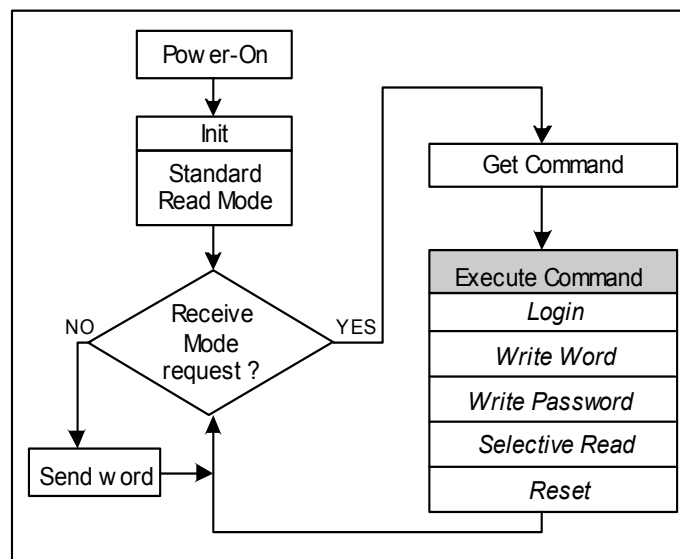 Power-On
Init
Standard
Read Mode
Receive
Mode
request ?
NO
YES
Send word
Get Command
Execute Command
Login
Write Word
Write Password
Selective Read
Reset